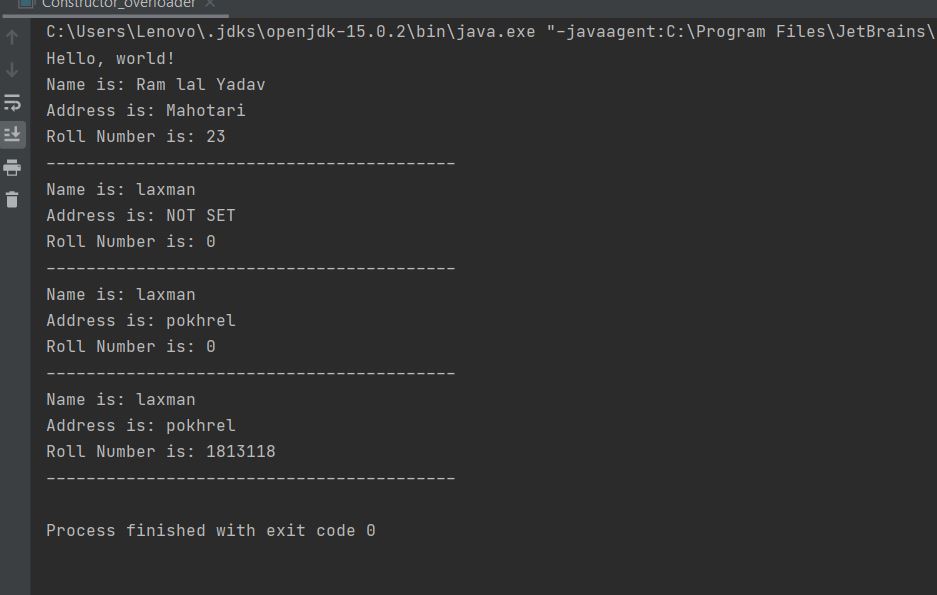 Constructor_overloader
C:\Users\Lenovo\.jdks\openjdk-15.0.2\bin\java.exe "-javaagent:C:\Program Files\JetBrains\
Hello, world!
Name is: Ram lal Yadav
Address is: Mahotari
Roll Number is: 23
-----------------------------------------
Name is: laxman
Address is: NOT SET
Roll Number is: 0
-----------------------------------------
Name is: laxman
Address is: pokhrel
Roll Number is: 0
-----------------------------------------
Name is: laxman
Address is: pokhrel
Roll Number is: 1813118
-----------------------------------------
Process finished with exit code 0